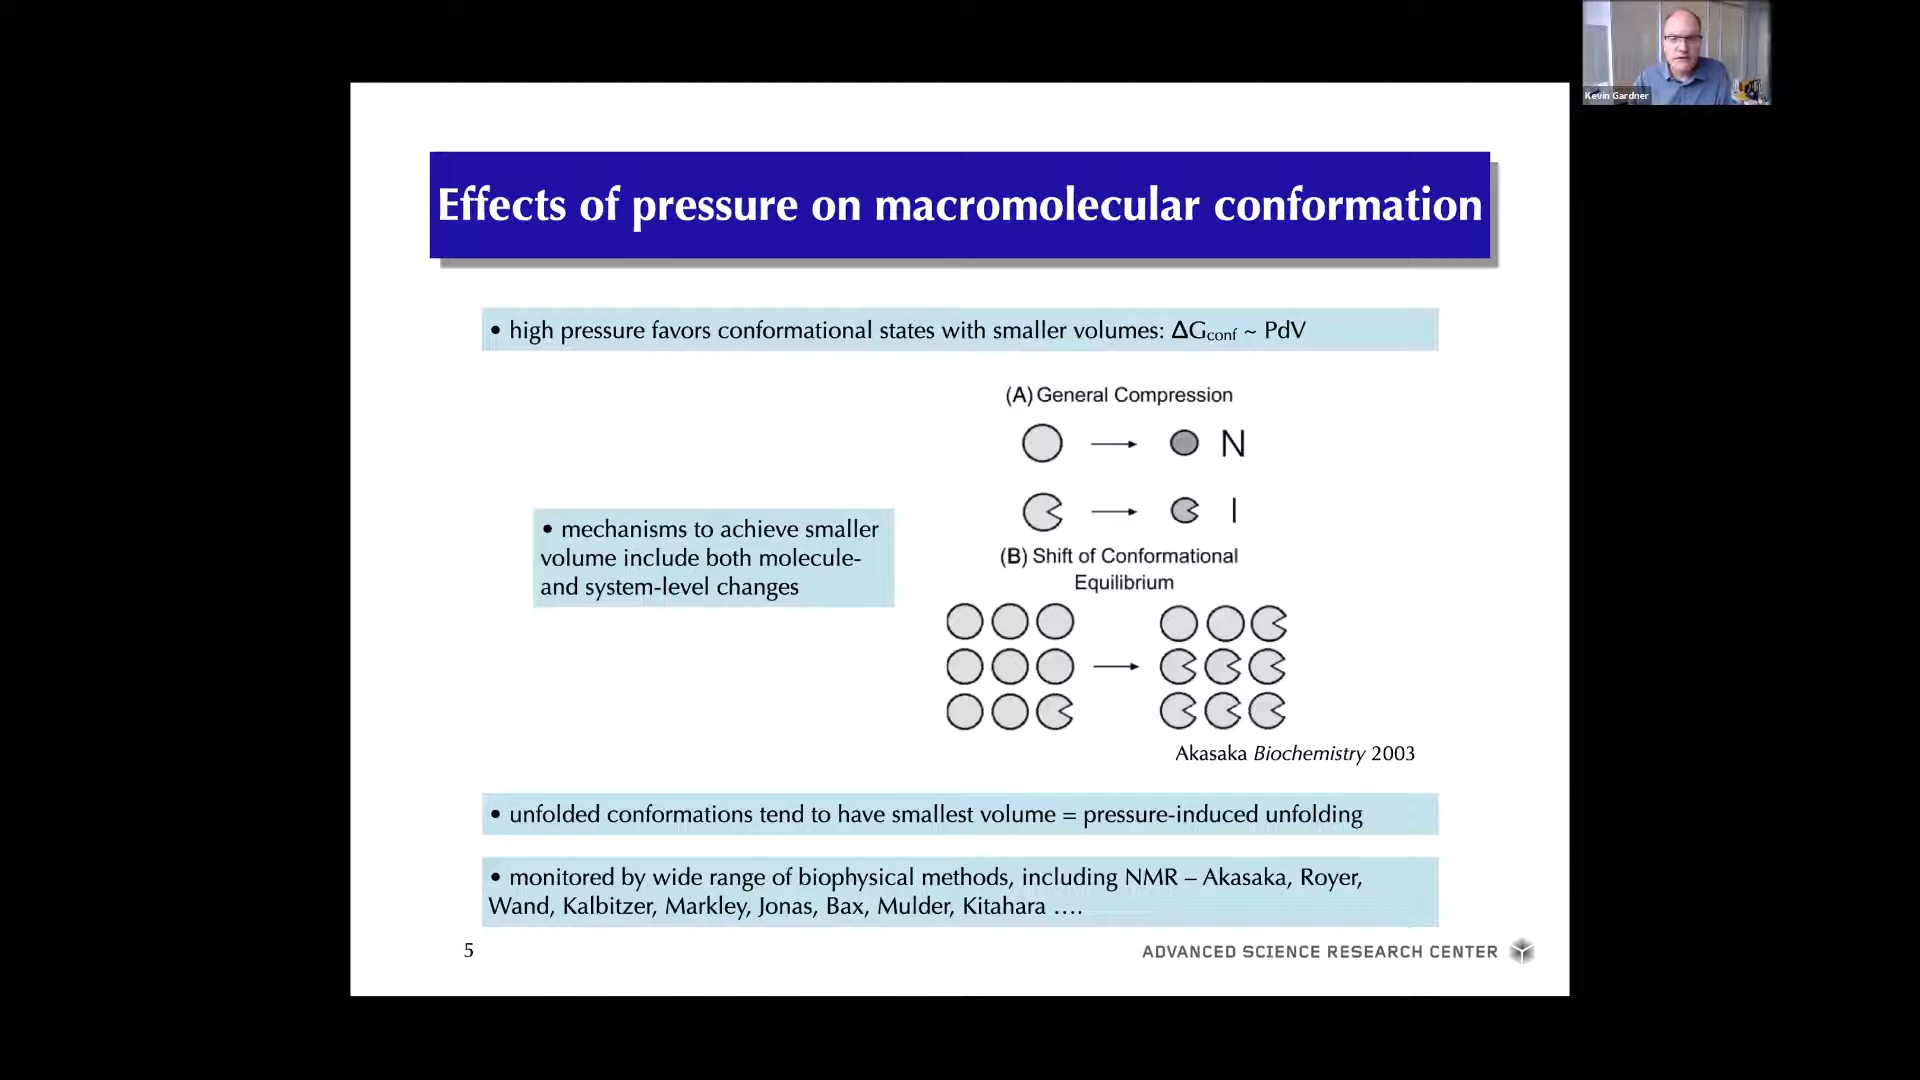 Kevin Gardner
Effects of pressure on macromolecular conformation
• high pressure favors conformational states with smaller volumes: ΔGconf ~ PdV
(A) General Compression
N
I
• mechanisms to achieve smaller
volume include both molecule-
and system-level changes
(B) Shift of Conformational
Equilibrium
Akasaka Biochemistry 2003
• unfolded conformations tend to have smallest volume = pressure-induced unfolding
• monitored by wide range of biophysical methods, including NMR – Akasaka, Royer,
Wand, Kalbitzer, Markley, Jonas, Bax, Mulder, Kitahara ....
5
ADVANCED SCIENCE RESEARCH CENTER